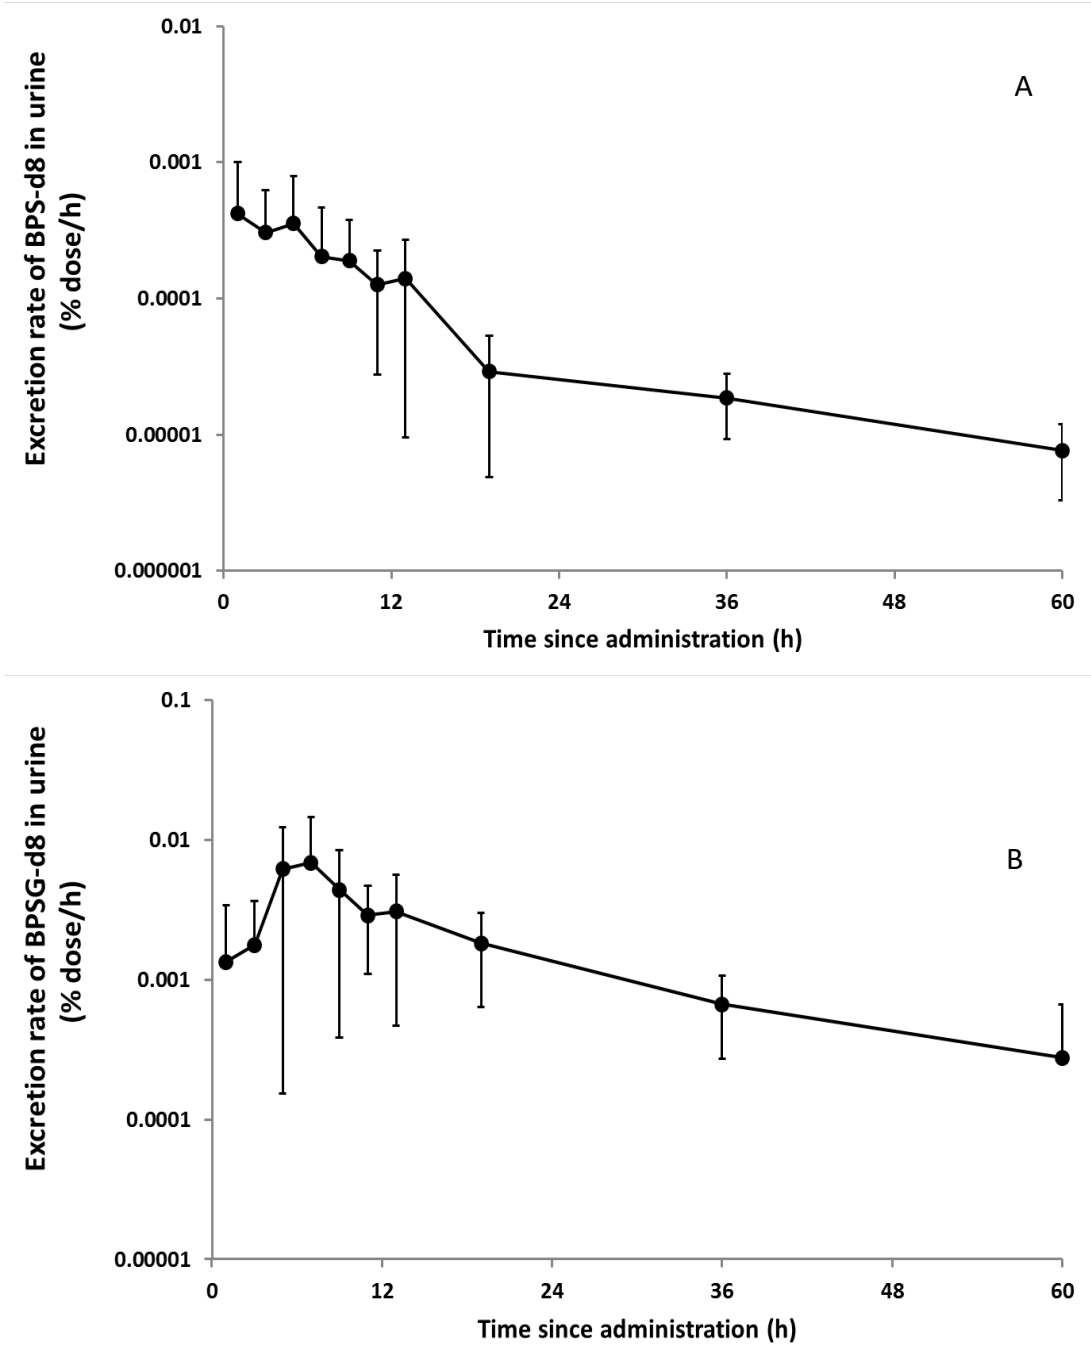 Excretion rate of BPS-d8 in urine
(% dose/h)
0.01
0.001
0.0001
0.00001
0.000001
A
0 12 24 36 48 60
Time since administration (h)
Excretion rate of BPSG-d8 in urine
(% dose/h)
0.1
0.01
0.001
0.0001
0.00001
B
0 12 24 36 48 60
Time since administration (h)